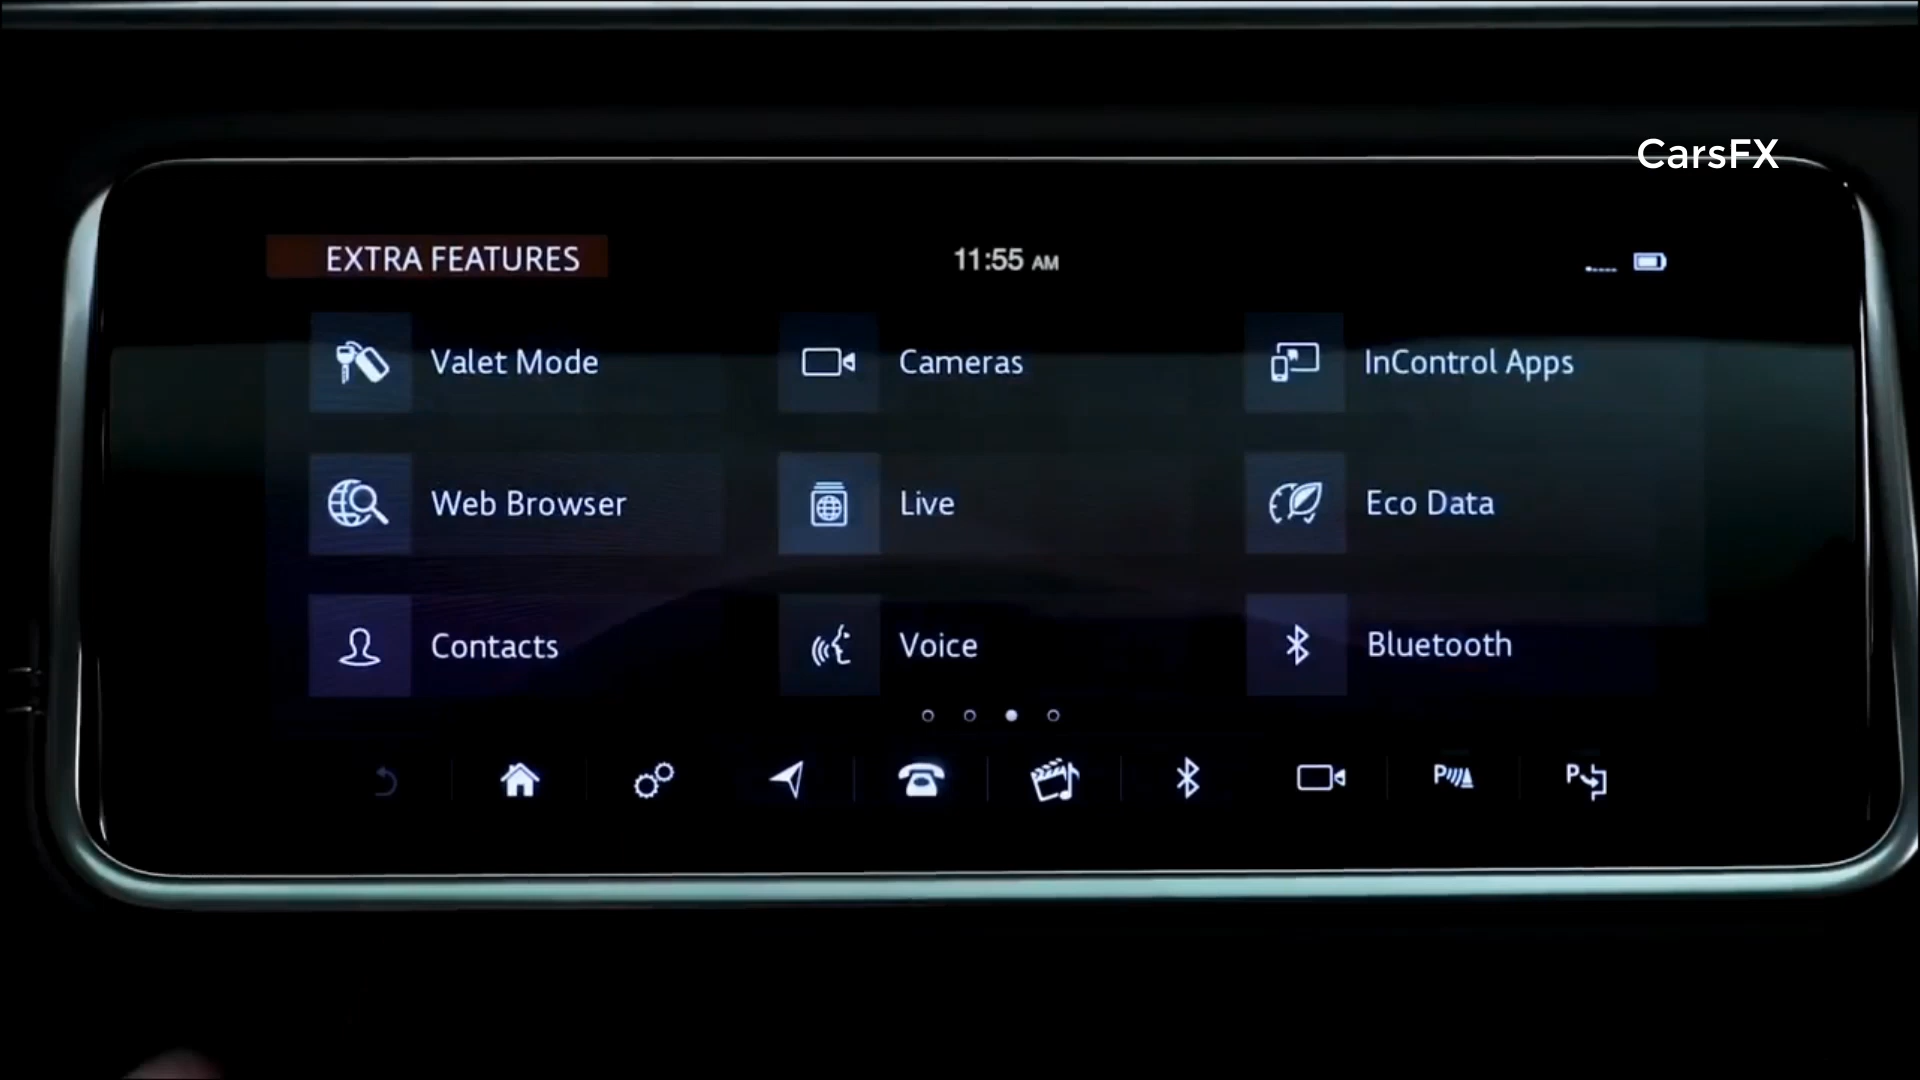 CarsFX
EXTRA FEATURES
11:55 AM
Valet Mode
Cameras
InControl Apps
Web Browser
Live
Eco Data
Contacts
Voice
Bluetooth
P
P